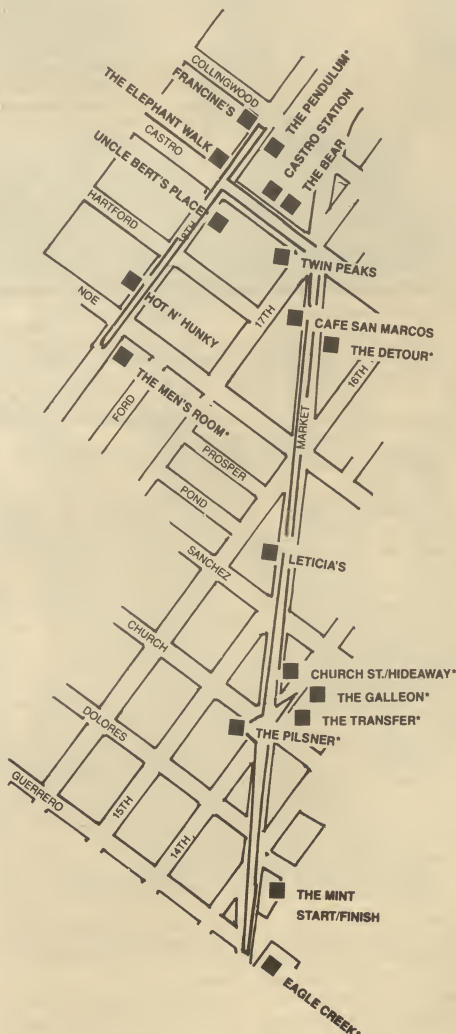 COLLINGWOOD
FRANCINE'S
THE PENDULUM*
THE ELEPHANT WALK
CASTRO STATION
CASTRO
THE BEAR
UNCLE BERT'S PLACE
HARTFORD
18TH
TWIN PEAKS
NOE
HOT N' HUNKY
17TH
CAFE SAN MARCOS
THE DETOUR*
16TH
THE MEN'S ROOM*
FORD
MARKET
PROSPER
POND
SANCHEZ
LETICIA'S
CHURCH
CHURCH ST./HIDEAWAY*
THE GALLEON*
DOLORES
THE TRANSFER*
THE PILSNER*
GUERRERO
15TH
14TH
THE MINT
START/FINISH
EAGLE CREEK*